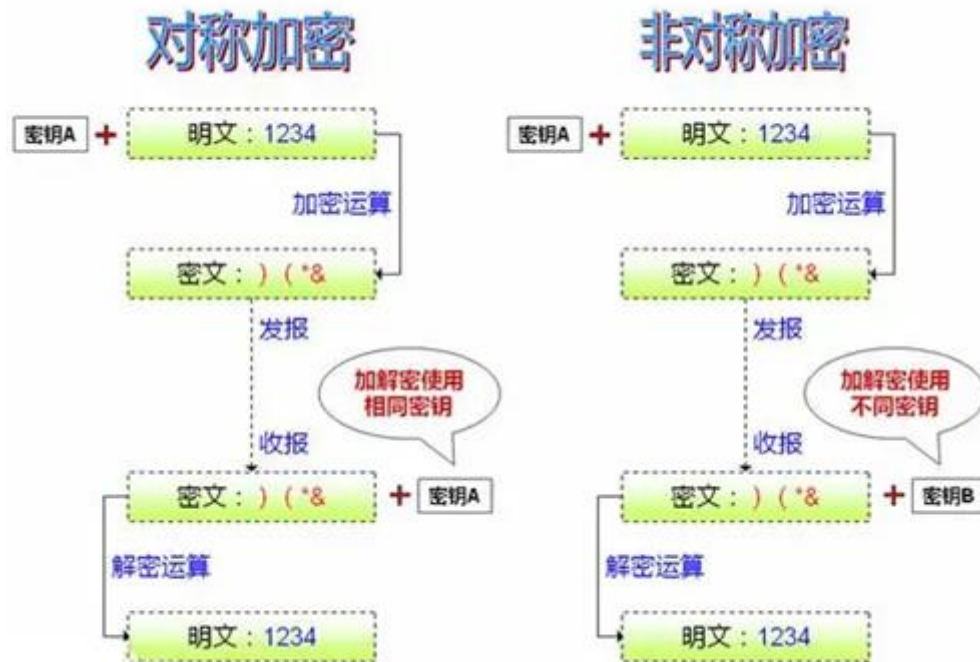 对称加密
密钥A + 明文：1234
加密运算
密文：）（*&
发报
加解密使用
相同密钥
收报
密文：）（*& + 密钥A
解密运算
明文：1234
非对称加密
密钥A + 明文：1234
加密运算
密文：）（*&
发报
加解密使用
不同密钥
收报
密文：）（*& + 密钥B
解密运算
明文：1234